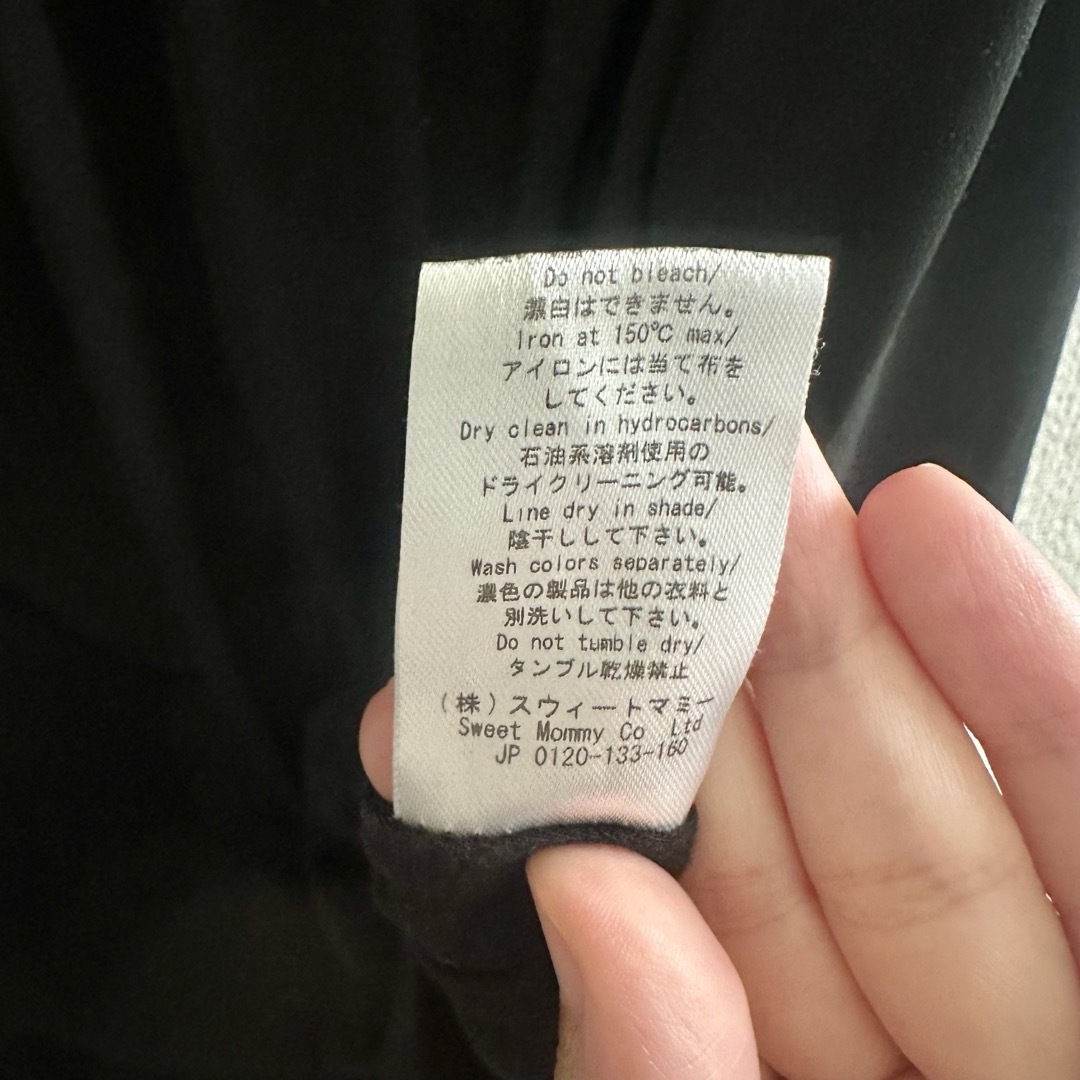 Do not bleach/
濃白はできません。
Iron at 150℃ max/
アイロンには当て布を
してください。
Dry clean in hydrocarbons/
石油系溶剤使用の
ドライクリーニング可能。
Line dry in shade/
陰干しして下さい。
Wash colors separately/
濃色の製品は他の衣料と
別洗いして下さい。
Do not tumble dry/
タンブル乾燥禁止
(株)スウィートマミー
Sweet Mommy Co Ltd
JP 0120-133-160